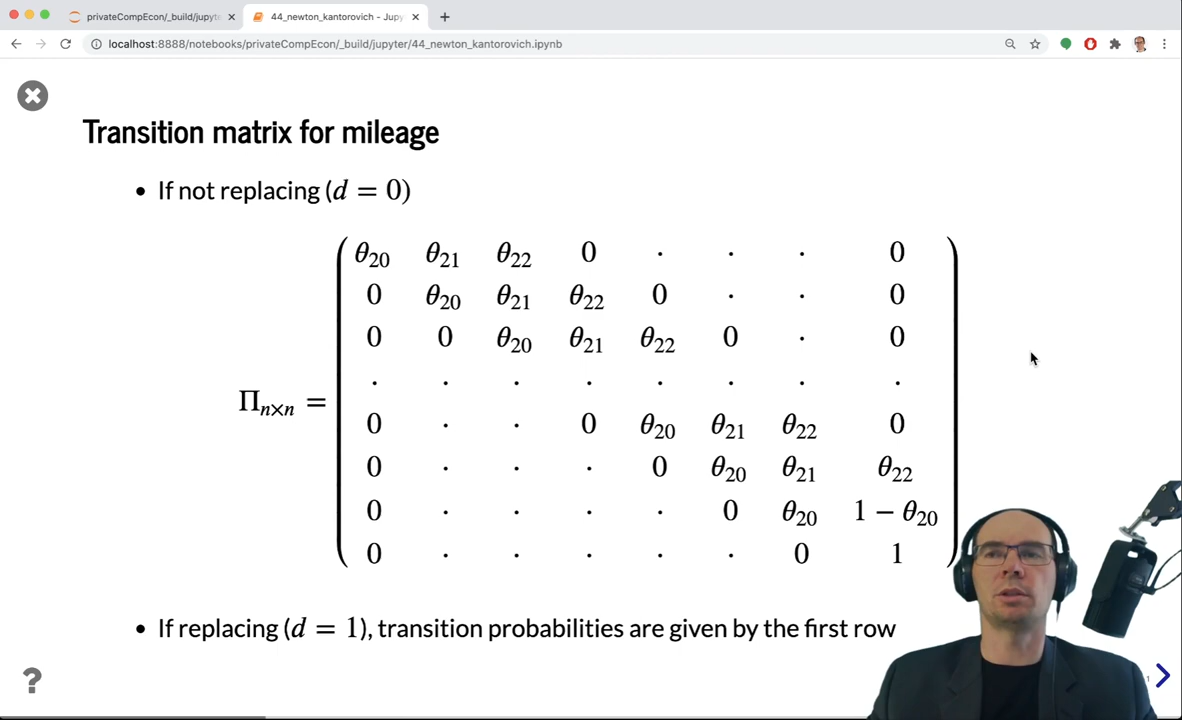 privateCompEcon/_build/jupyte
44_newton_kantorovich - Jupy
localhost:8888/notebooks/privateCompEcon/_build/jupyter/44_newton_kantorovich.ipynb
Transition matrix for mileage
• If not replacing (d = 0)
θ20 θ21 θ22 0 · · · 0
0 θ20 θ21 θ22 0 · · 0
0 0 θ20 θ21 θ22 0 · 0
· · · · · · · ·
Πn×n =
0 · · 0 θ20 θ21 θ22 0
0 · · · 0 θ20 θ21 θ22
0 · · · · 0 θ20 1 − θ20
0 · · · · · 0 1
• If replacing (d = 1), transition probabilities are given by the first row
?